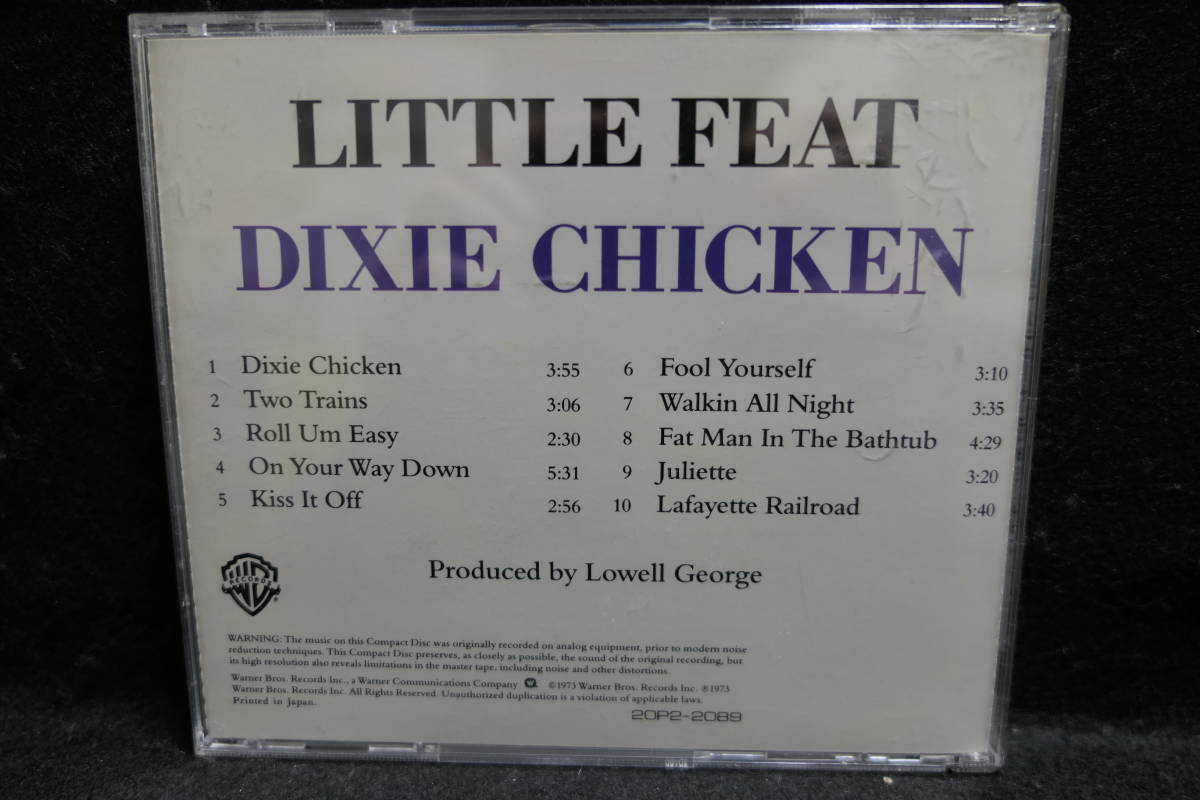 LITTLE FEAT
DIXIE CHICKEN
1 Dixie Chicken 3:55
2 Two Trains 3:06
3 Roll Um Easy 2:30
4 On Your Way Down 5:31
5 Kiss It Off 2:56
6 Fool Yourself 3:10
7 Walkin All Night 3:35
8 Fat Man In The Bathtub 4:29
9 Juliette 3:20
10 Lafayette Railroad 3:40
Produced by Lowell George
WB RECORDS
WARNING: The music on this Compact Disc was originally recorded on analog equipment, prior to modern noise
reduction techniques. This Compact Disc preserves, as closely as possible, the sound of the original recording, but
its high resolution also reveals limitations in the master tape, including noise and other distortions.
Warner Bros. Records Inc., a Warner Communications Company ©1973 Warner Bros. Records Inc. ℗1973
Warner Bros. Records Inc. All Rights Reserved. Unauthorized duplication is a violation of applicable laws.
Printed in Japan.
20P2-2089